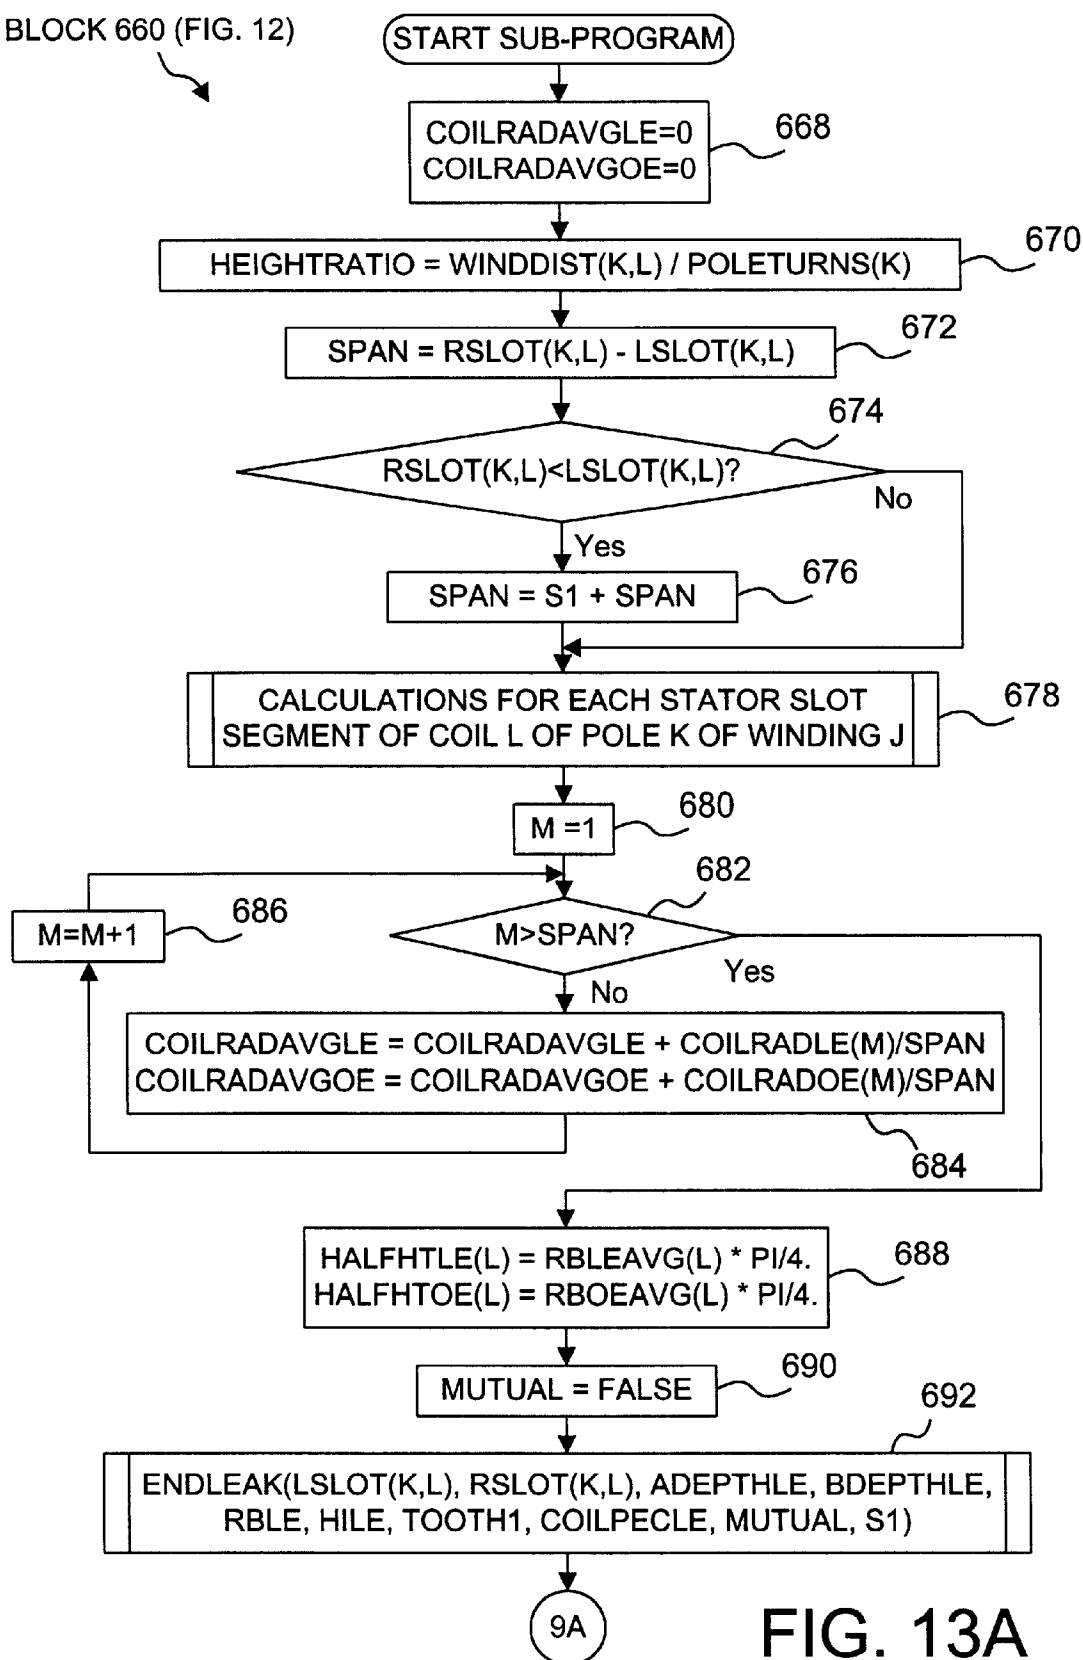 BLOCK 660 (FIG. 12)
START SUB-PROGRAM
COILRADAVGLE=0
COILRADAVGOE=0
668
HEIGHTRATIO = WINDDIST(K,L) / POLETURNS(K)
670
SPAN = RSLOT(K,L) - LSLOT(K,L)
672
674
RSLOT(K,L)<LSLOT(K,L)?
No
Yes
SPAN = S1 + SPAN
676
CALCULATIONS FOR EACH STATOR SLOT
SEGMENT OF COIL L OF POLE K OF WINDING J
678
M =1
680
682
M=M+1
686
M>SPAN?
Yes
No
COILRADAVGLE = COILRADAVGLE + COILRADLE(M)/SPAN
COILRADAVGOE = COILRADAVGOE + COILRADOE(M)/SPAN
684
HALFHTLE(L) = RBLEAVG(L) * PI/4.
HALFHTOE(L) = RBOEAVG(L) * PI/4.
688
MUTUAL = FALSE
690
692
ENDLEAK(LSLOT(K,L), RSLOT(K,L), ADEPTHLE, BDEPTHLE,
RBLE, HILE, TOOTH1, COILPECLE, MUTUAL, S1)
9A
FIG. 13A